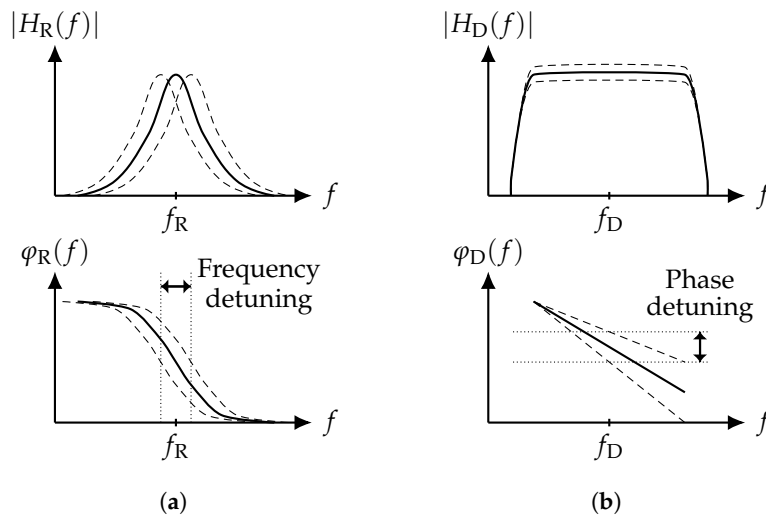 |H_R(f)|
f
f_R
φ_R(f)
Frequency
detuning
f
f_R
(a)
|H_D(f)|
f
f_D
φ_D(f)
Phase
detuning
f
f_D
(b)